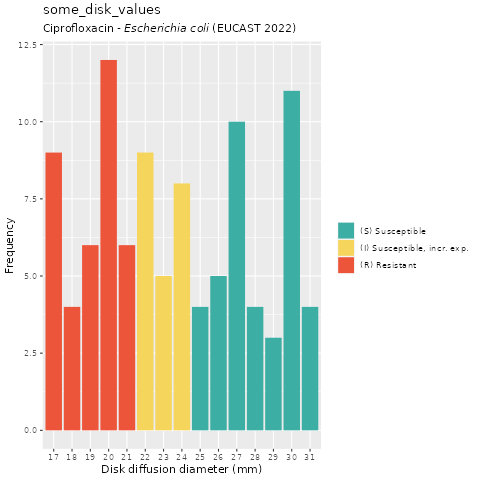 some_disk_values
Ciprofloxacin - Escherichia coli (EUCAST 2022)
12.5
10.0
7.5
5.0
2.5
0.0
Frequency
17 18 19 20 21 22 23 24 25 26 27 28 29 30 31
Disk diffusion diameter (mm)
(S) Susceptible
(I) Susceptible, incr. exp.
(R) Resistant